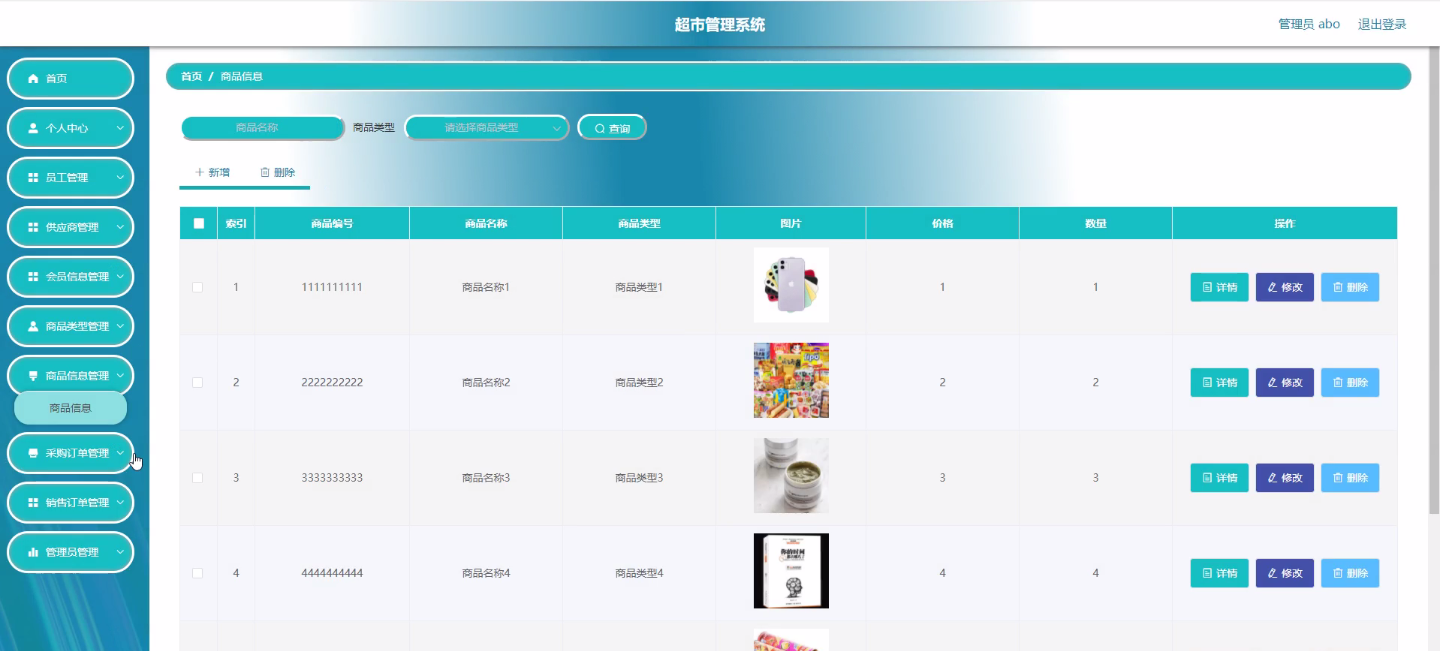 超市管理系统
管理员 abo 退出登录
首页
个人中心
员工管理
供应商管理
会员信息管理
商品类型管理
商品信息管理
商品信息
采购订单管理
销售订单管理
管理员管理
首页 / 商品信息
商品名称 商品类型 请选择商品类型 查询
新增 删除
索引 商品编号 商品名称 商品类型 图片 价格 数量 操作
1 1111111111 商品名称1 商品类型1 1 1 详情 修改 删除
2 2222222222 商品名称2 商品类型2 2 2 详情 修改 删除
3 3333333333 商品名称3 商品类型3 3 3 详情 修改 删除
4 4444444444 商品名称4 商品类型4 4 4 详情 修改 删除